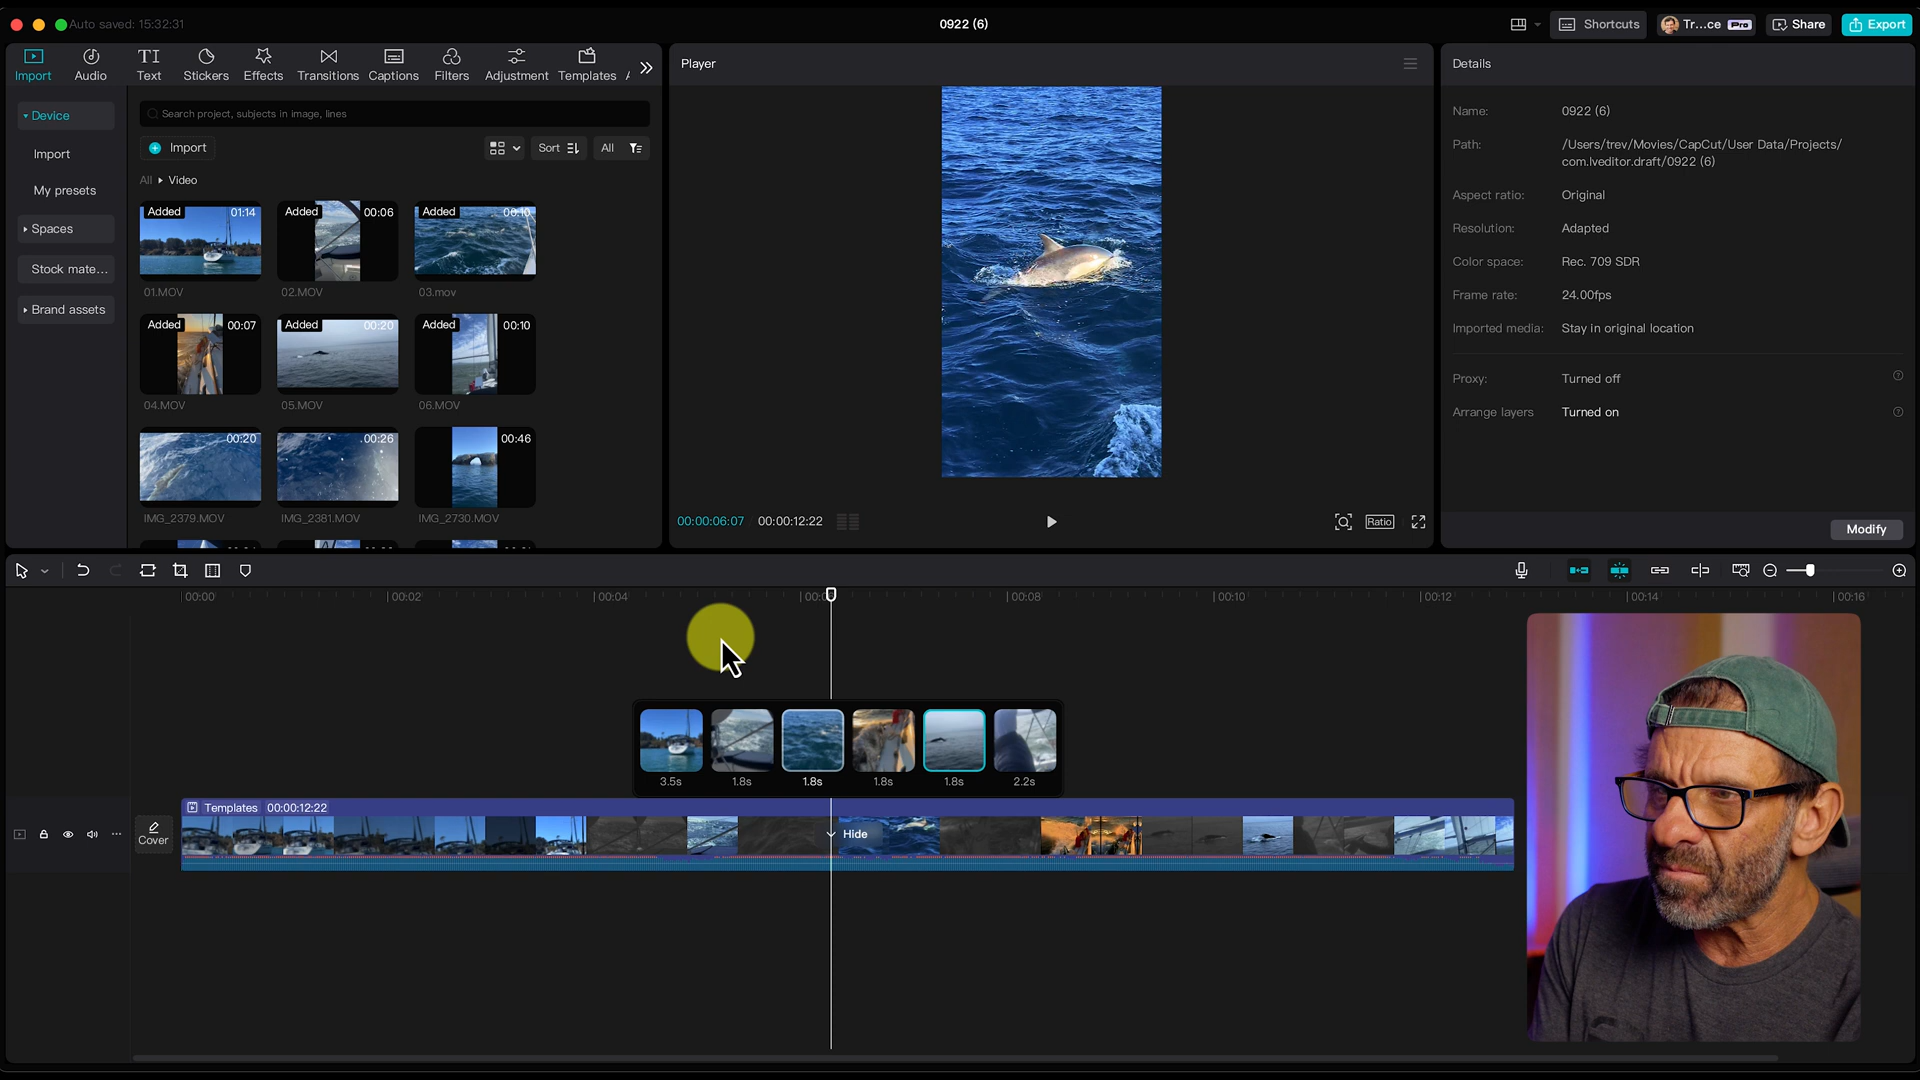 Auto saved: 15:32:31
0922 (6)
Shortcuts
Tr...ce
Pro
Share
Export
Import
Audio
Text
Stickers
Effects
Transitions
Captions
Filters
Adjustment
Templates
Player
Details
Device
Import
My presets
Spaces
Stock mate...
Brand assets
Search project, subjects in image, lines
Import
Sort
All
All
Video
Added 01:14
Added 00:06
Added 00:10
01.MOV
02.MOV
03.mov
Added 00:07
Added 00:20
Added 00:10
04.MOV
05.MOV
06.MOV
00:20
00:26
00:46
IMG_2379.MOV
IMG_2381.MOV
IMG_2730.MOV
00:00:06:07 00:00:12:22
Ratio
Name: 0922 (6)
Path: /Users/trev/Movies/CapCut/User Data/Projects/
com.lveditor.draft/0922 (6)
Aspect ratio: Original
Resolution: Adapted
Color space: Rec. 709 SDR
Frame rate: 24.00fps
Imported media: Stay in original location
Proxy: Turned off
Arrange layers Turned on
Modify
00:00
00:02
00:04
00:08
00:10
00:12
00:14
00:16
3.5s
1.8s
1.8s
1.8s
1.8s
2.2s
Templates 00:00:12:22
Hide
Cover